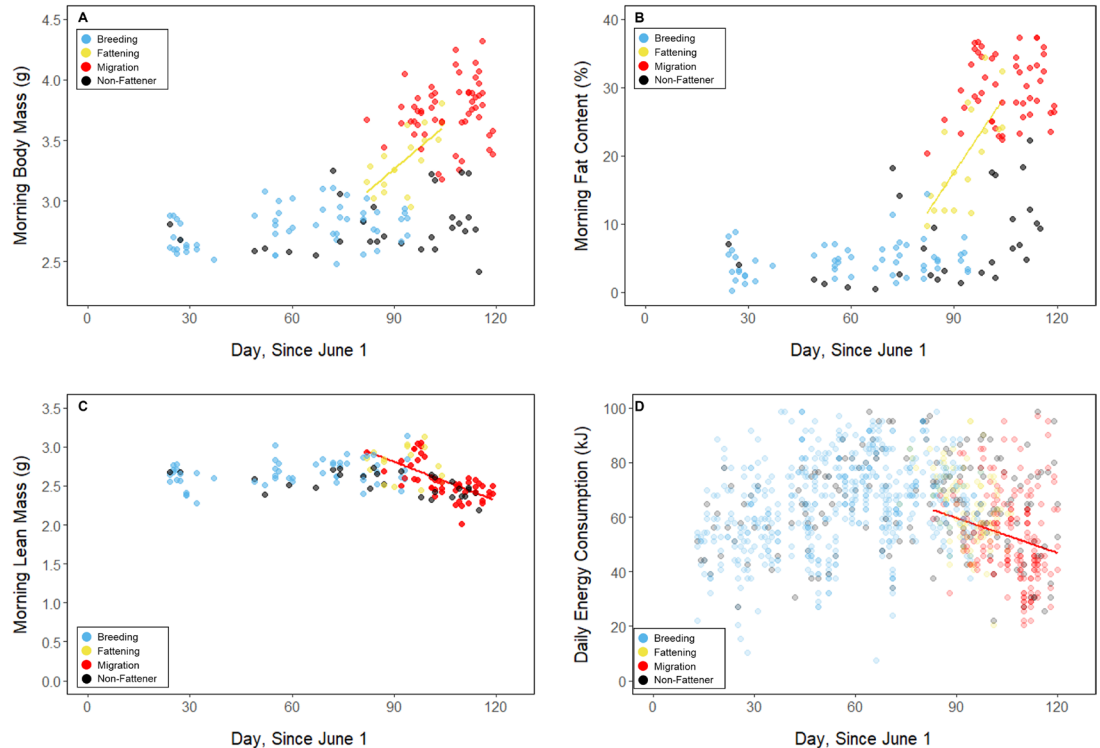 A
Breeding
Fattening
Migration
Non-Fattener
4.5
4.0
3.5
3.0
2.5
Morning Body Mass (g)
0 30 60 90 120
Day, Since June 1
B
Breeding
Fattening
Migration
Non-Fattener
40
30
20
10
0
Morning Fat Content (%)
0 30 60 90 120
Day, Since June 1
C
3.5
3.0
2.5
2.0
1.5
1.0
0.5
0.0
Morning Lean Mass (g)
Breeding
Fattening
Migration
Non-Fattener
0 30 60 90 120
Day, Since June 1
D
100
80
60
40
20
0
Daily Energy Consumption (kJ)
Breeding
Fattening
Migration
Non-Fattener
0 30 60 90 120
Day, Since June 1